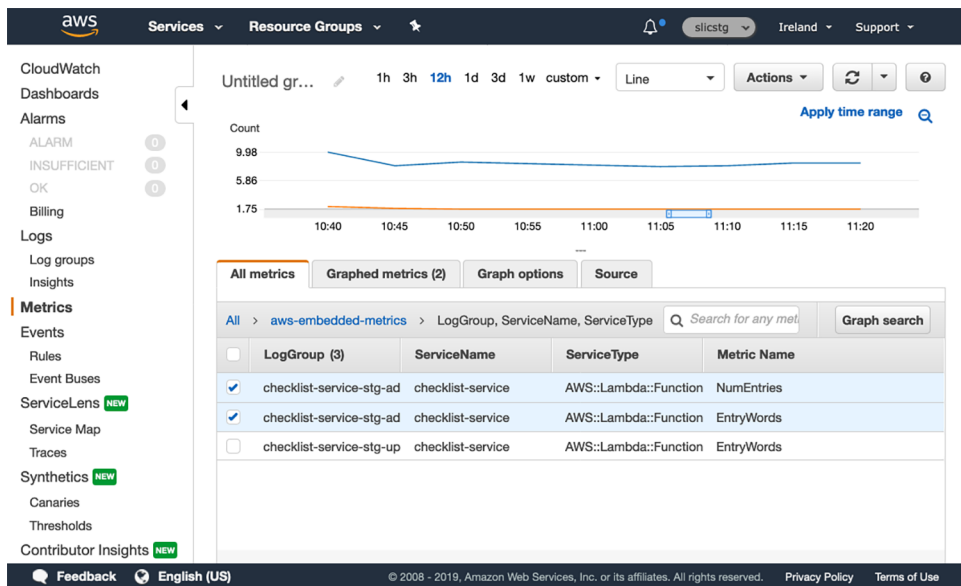 aws Services Resource Groups slicstg Ireland Support
CloudWatch
Dashboards
Alarms
ALARM 0
INSUFFICIENT 0
OK 0
Billing
Logs
Log groups
Insights
Metrics
Events
Rules
Event Buses
ServiceLens NEW
Service Map
Traces
Synthetics NEW
Canaries
Thresholds
Contributor Insights NEW
Untitled gr... 1h 3h 12h 1d 3d 1w custom Line Actions
Apply time range
Count
9.98
5.86
1.75
10:40 10:45 10:50 10:55 11:00 11:05 11:10 11:15 11:20
All metrics Graphed metrics (2) Graph options Source
All > aws-embedded-metrics > LogGroup, ServiceName, ServiceType Search for any met Graph search
LogGroup (3) ServiceName ServiceType Metric Name
checklist-service-stg-ad checklist-service AWS::Lambda::Function NumEntries
checklist-service-stg-ad checklist-service AWS::Lambda::Function EntryWords
checklist-service-stg-up checklist-service AWS::Lambda::Function EntryWords
Feedback English (US) © 2008 - 2019, Amazon Web Services, Inc. or its affiliates. All rights reserved. Privacy Policy Terms of Use